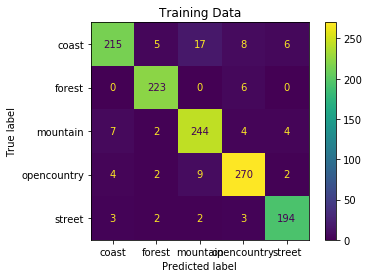 Training Data
coast 215 5 17 8 6
forest 0 223 0 6 0
mountain 7 2 244 4 4
opencountry 4 2 9 270 2
street 3 2 2 3 194
coast forest mountain opencountry street
Predicted label
True label
250
200
150
100
50
0